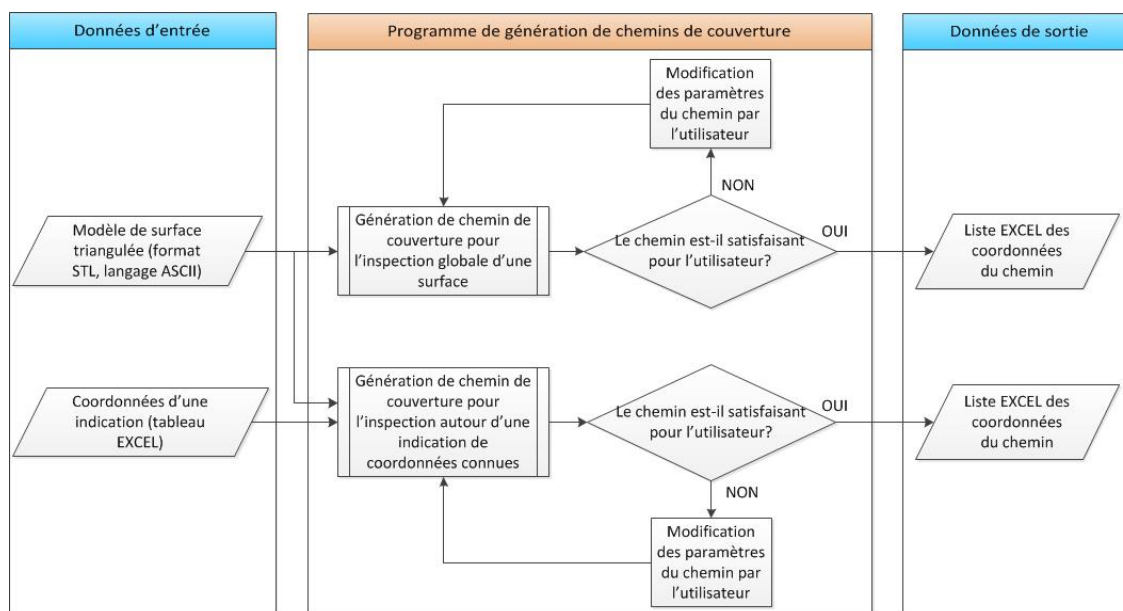 Données d'entrée
Programme de génération de chemins de couverture
Données de sortie
Modification
des paramètres
du chemin par
l'utilisateur
NON
Modèle de surface
triangulée (format
STL, langage ASCII)
Génération de chemin de
couverture pour
l'inspection globale d'une
surface
Le chemin est-il satisfaisant
pour l'utilisateur?
OUI
Liste EXCEL des
coordonnées
du chemin
Coordonnées d'une
indication (tableau
EXCEL)
Génération de chemin de
couverture pour
l'inspection autour d'une
indication de
coordonnées connues
Le chemin est-il satisfaisant
pour l'utilisateur?
OUI
Liste EXCEL des
coordonnées
du chemin
NON
Modification
des paramètres
du chemin par
l'utilisateur